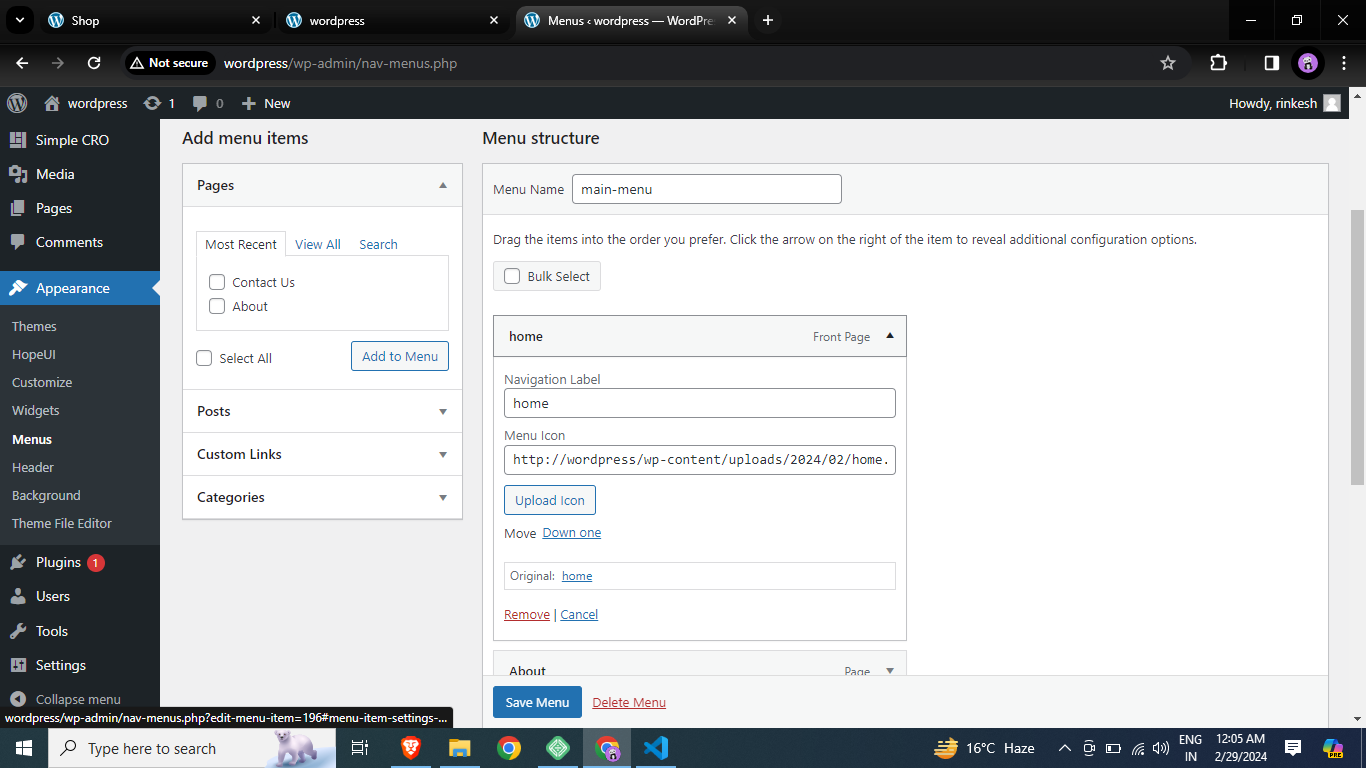 Shop
wordpress
Menus ‹ wordpress — WordPre
Not secure
wordpress/wp-admin/nav-menus.php
wordpress
1
0
New
Howdy, rinkesh
Simple CRO
Media
Pages
Comments
Appearance
Themes
HopeUI
Customize
Widgets
Menus
Header
Background
Theme File Editor
Plugins 1
Users
Tools
Settings
Collapse menu
Add menu items
Pages
Most Recent
View All
Search
Contact Us
About
Select All
Add to Menu
Posts
Custom Links
Categories
Menu structure
Menu Name
main-menu
Drag the items into the order you prefer. Click the arrow on the right of the item to reveal additional configuration options.
Bulk Select
home
Front Page
Navigation Label
home
Menu Icon
http://wordpress/wp-content/uploads/2024/02/home.
Upload Icon
Move Down one
Original: home
Remove | Cancel
About
Page
Save Menu
Delete Menu
wordpress/wp-admin/nav-menus.php?edit-menu-item=196#menu-item-settings-...
Type here to search
16°C Haze
ENG
IN
12:05 AM
2/29/2024
PRE